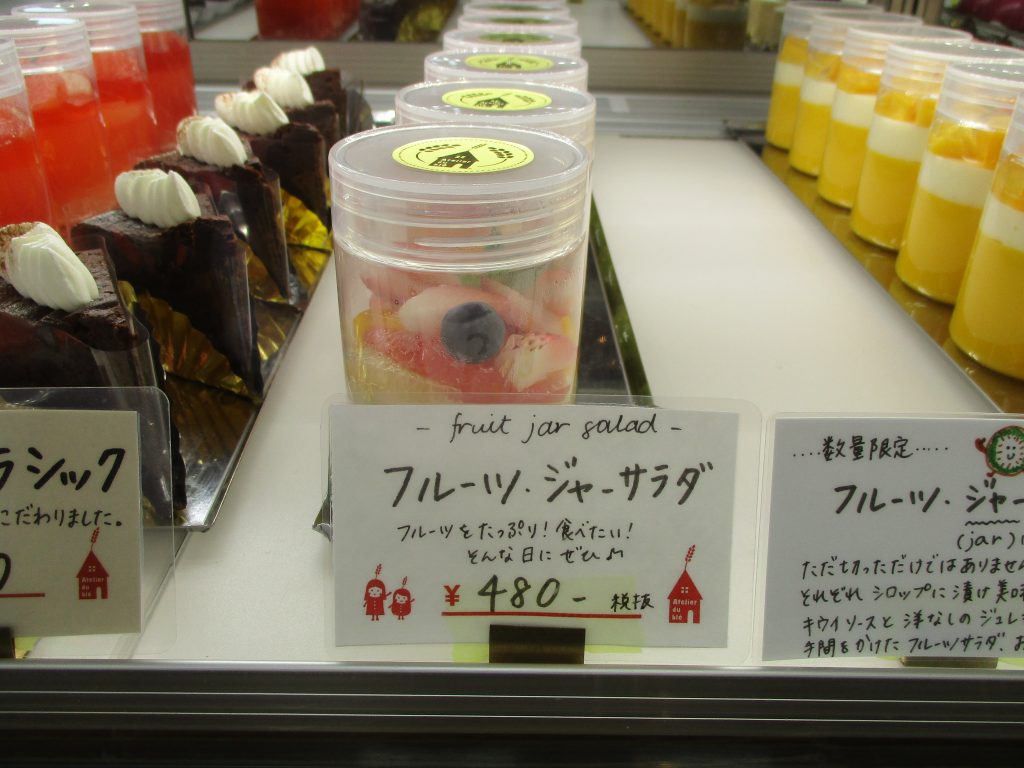 ラシック
こだわりました。
0
Atelier
du
blé
- fruit jar salad -
フルーツ・ジャーサラダ
フルーツをたっぷり！食べたい！
そんな日にぜひ♪
¥ 480- 税抜
Atelier
du
blé
....数量限定.....
フルーツ・ジャー
(jar)
ただ切っただけではありません
それぞれ シロップに漬け美味
キウイソースと 洋なしの ジュレ
手間をかけた フルーツサラダ、お